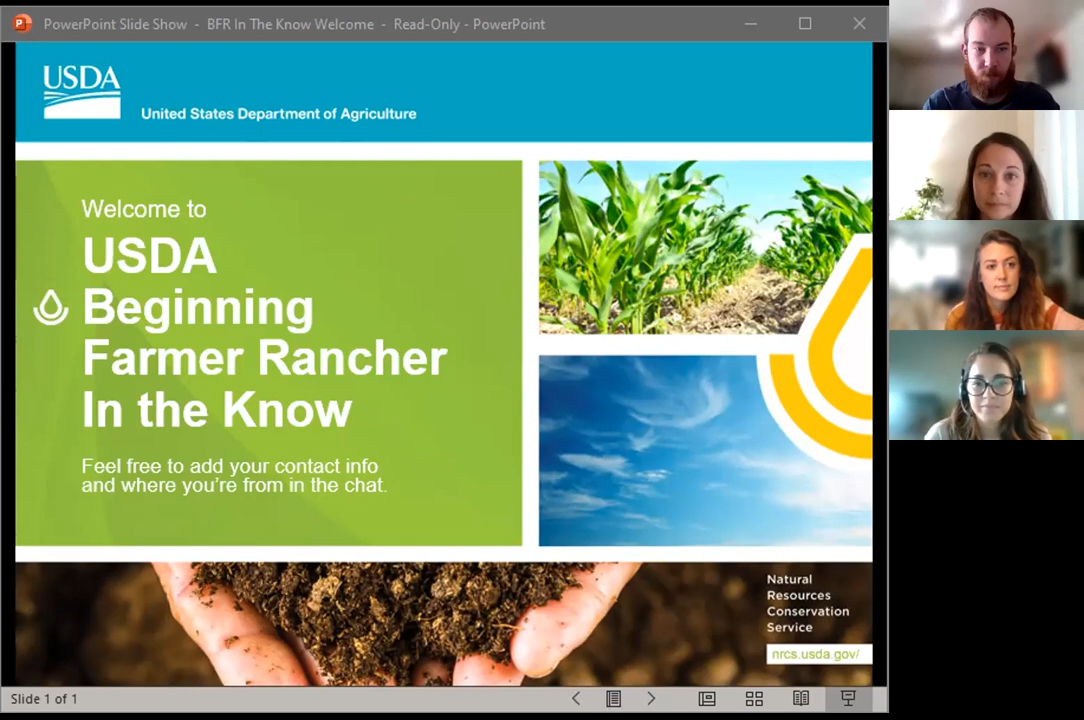 PowerPoint Slide Show - BFR In The Know Welcome - Read-Only - PowerPoint
USDA
United States Department of Agriculture
Welcome to
USDA
Beginning
Farmer Rancher
In the Know
Feel free to add your contact info
and where you're from in the chat.
Natural
Resources
Conservation
Service
nrcs.usda.gov/
Slide 1 of 1